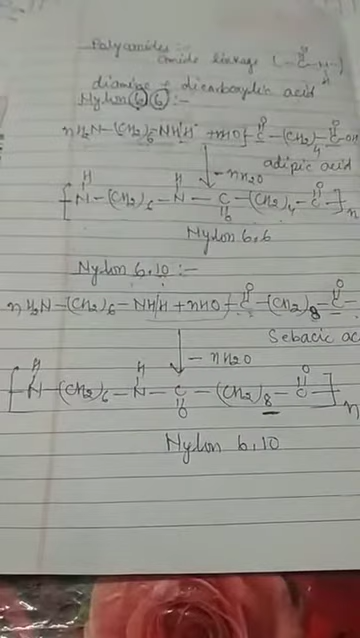 Polyamides :-
amide linkage ( -C(=O)-N(H)- )
diamine + dicarboxylic acid
Nylon (6)(6) :-
nH2N-(CH2)6-NHH + nHO-C(=O)-(CH2)4-C(=O)-OH
adipic acid
-nH2O
[-N(H)-(CH2)6-N(H)-C(=O)-(CH2)4-C(=O)-]n
Nylon 6,6
Nylon 6,10 :-
nH2N-(CH2)6-NHH + nHO-C(=O)-(CH2)8-C(=O)-
Sebacic ac
-nH2O
[-N(H)-(CH2)6-N(H)-C(=O)-(CH2)8-C(=O)-]n
Nylon 6,10